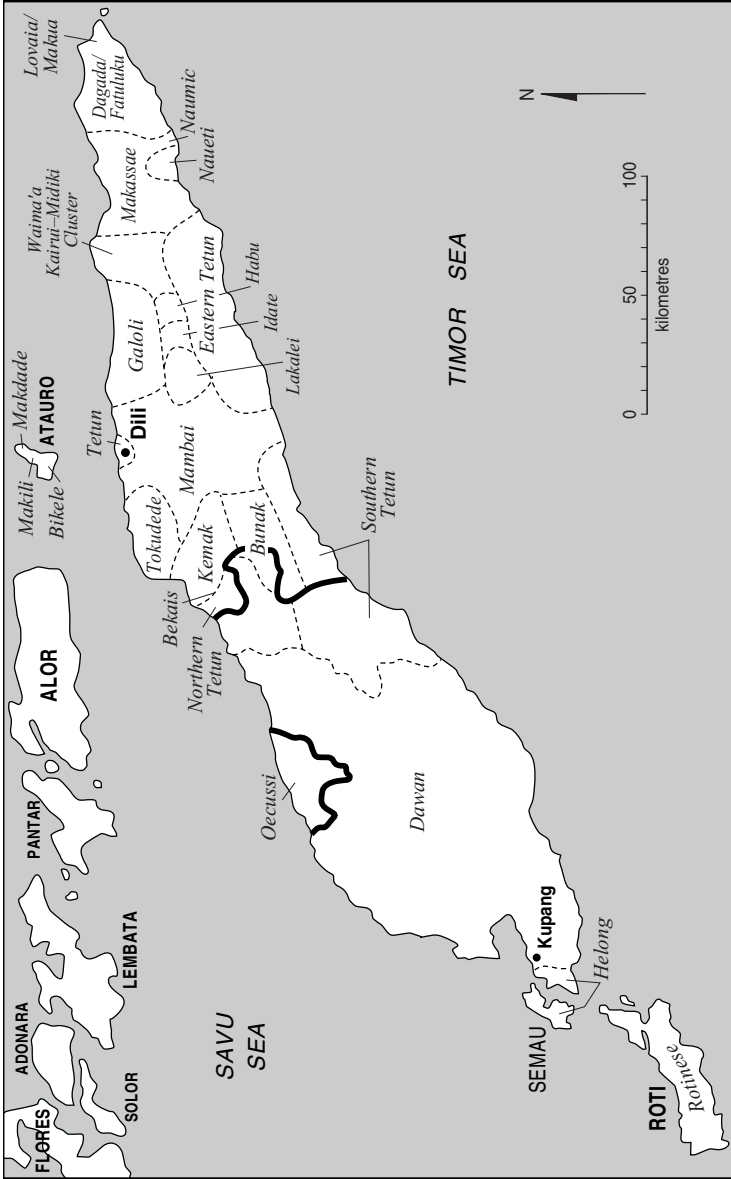 FLORES
ADONARA
SOLOR
LEMBATA
PANTAR
ALOR
Makili
Makdade
ATAURO
Bikele
Lovaia/
Makua
Dagada/
Fatuluku
Waima'a
Kairui–Midiki
Cluster
Makassae
Naumic
Naueti
Galoli
Eastern Tetun
Habu
Idate
Lakalei
Tetun
Dili
Mambai
Tokudede
Kemak
Bunak
Bekais
Northern
Tetun
Southern
Tetun
Oecussi
Dawan
SAVU
SEA
TIMOR SEA
Kupang
Helong
SEMAU
ROTI
Rotinese
N
0
50
100
kilometres